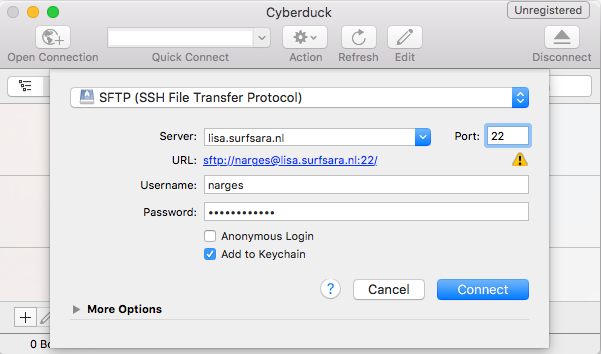 Cyberduck
Unregistered
Open Connection Quick Connect Action Refresh Edit Disconnect
SFTP (SSH File Transfer Protocol)
Server: lisa.surfsara.nl Port: 22
URL: sftp://narges@lisa.surfsara.nl:22/
Username: narges
Password: ••••••••••••
Anonymous Login
Add to Keychain
? Cancel Connect
More Options
0 Bo